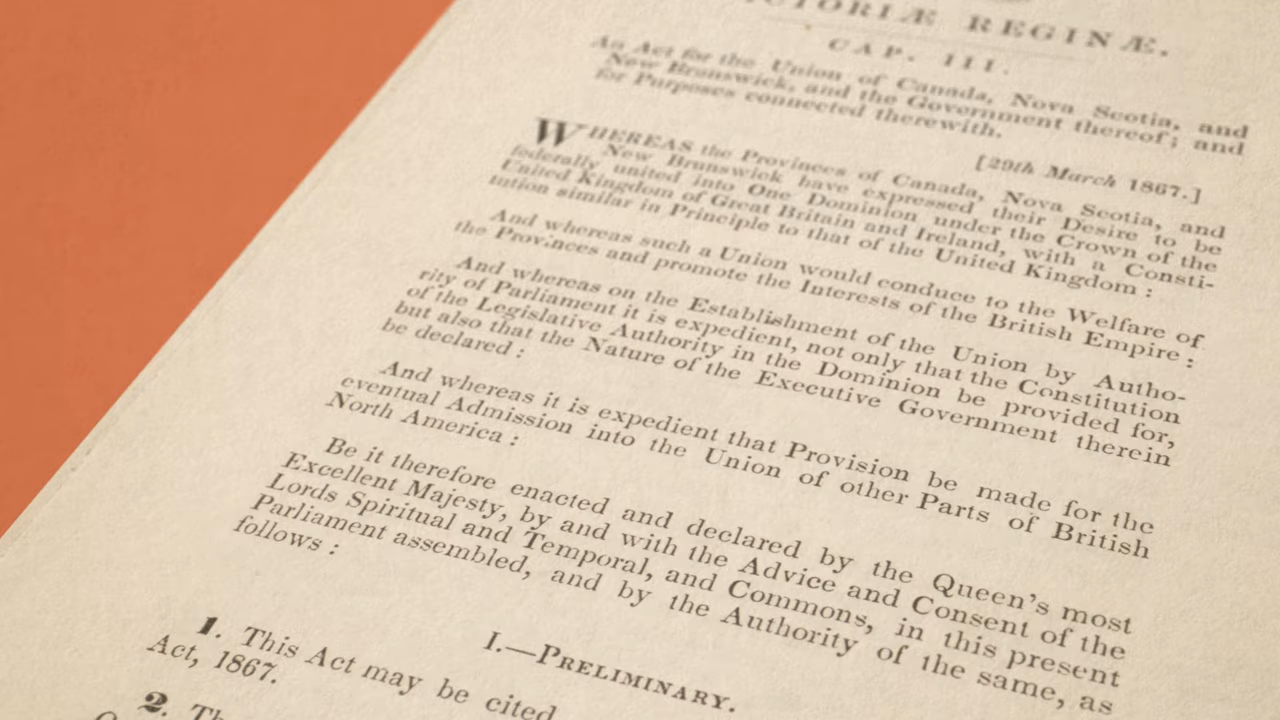 CTORIÆ REGINÆ.
CAP. III.
An Act for the Union of Canada, Nova Scotia, and
New Brunswick, and the Government thereof; and
for Purposes connected therewith.
[29th March 1867.]
WHEREAS the Provinces of Canada, Nova Scotia, and
New Brunswick have expressed their Desire to be
federally united into One Dominion under the Crown of the
United Kingdom of Great Britain and Ireland, with a Consti-
tution similar in Principle to that of the United Kingdom :
And whereas such a Union would conduce to the Welfare of
the Provinces and promote the Interests of the British Empire :
And whereas on the Establishment of the Union by Autho-
rity of Parliament it is expedient, not only that the Constitution
of the Legislative Authority in the Dominion be provided for,
but also that the Nature of the Executive Government therein
be declared :
And whereas it is expedient that Provision be made for the
eventual Admission into the Union of other Parts of British
North America :
Be it therefore enacted and declared by the Queen's most
Excellent Majesty, by and with the Advice and Consent of the
Lords Spiritual and Temporal, and Commons, in this present
Parliament assembled, and by the Authority of the same, as
follows :
I.—PRELIMINARY.
1. This Act may be cited
Act, 1867.
2. Th